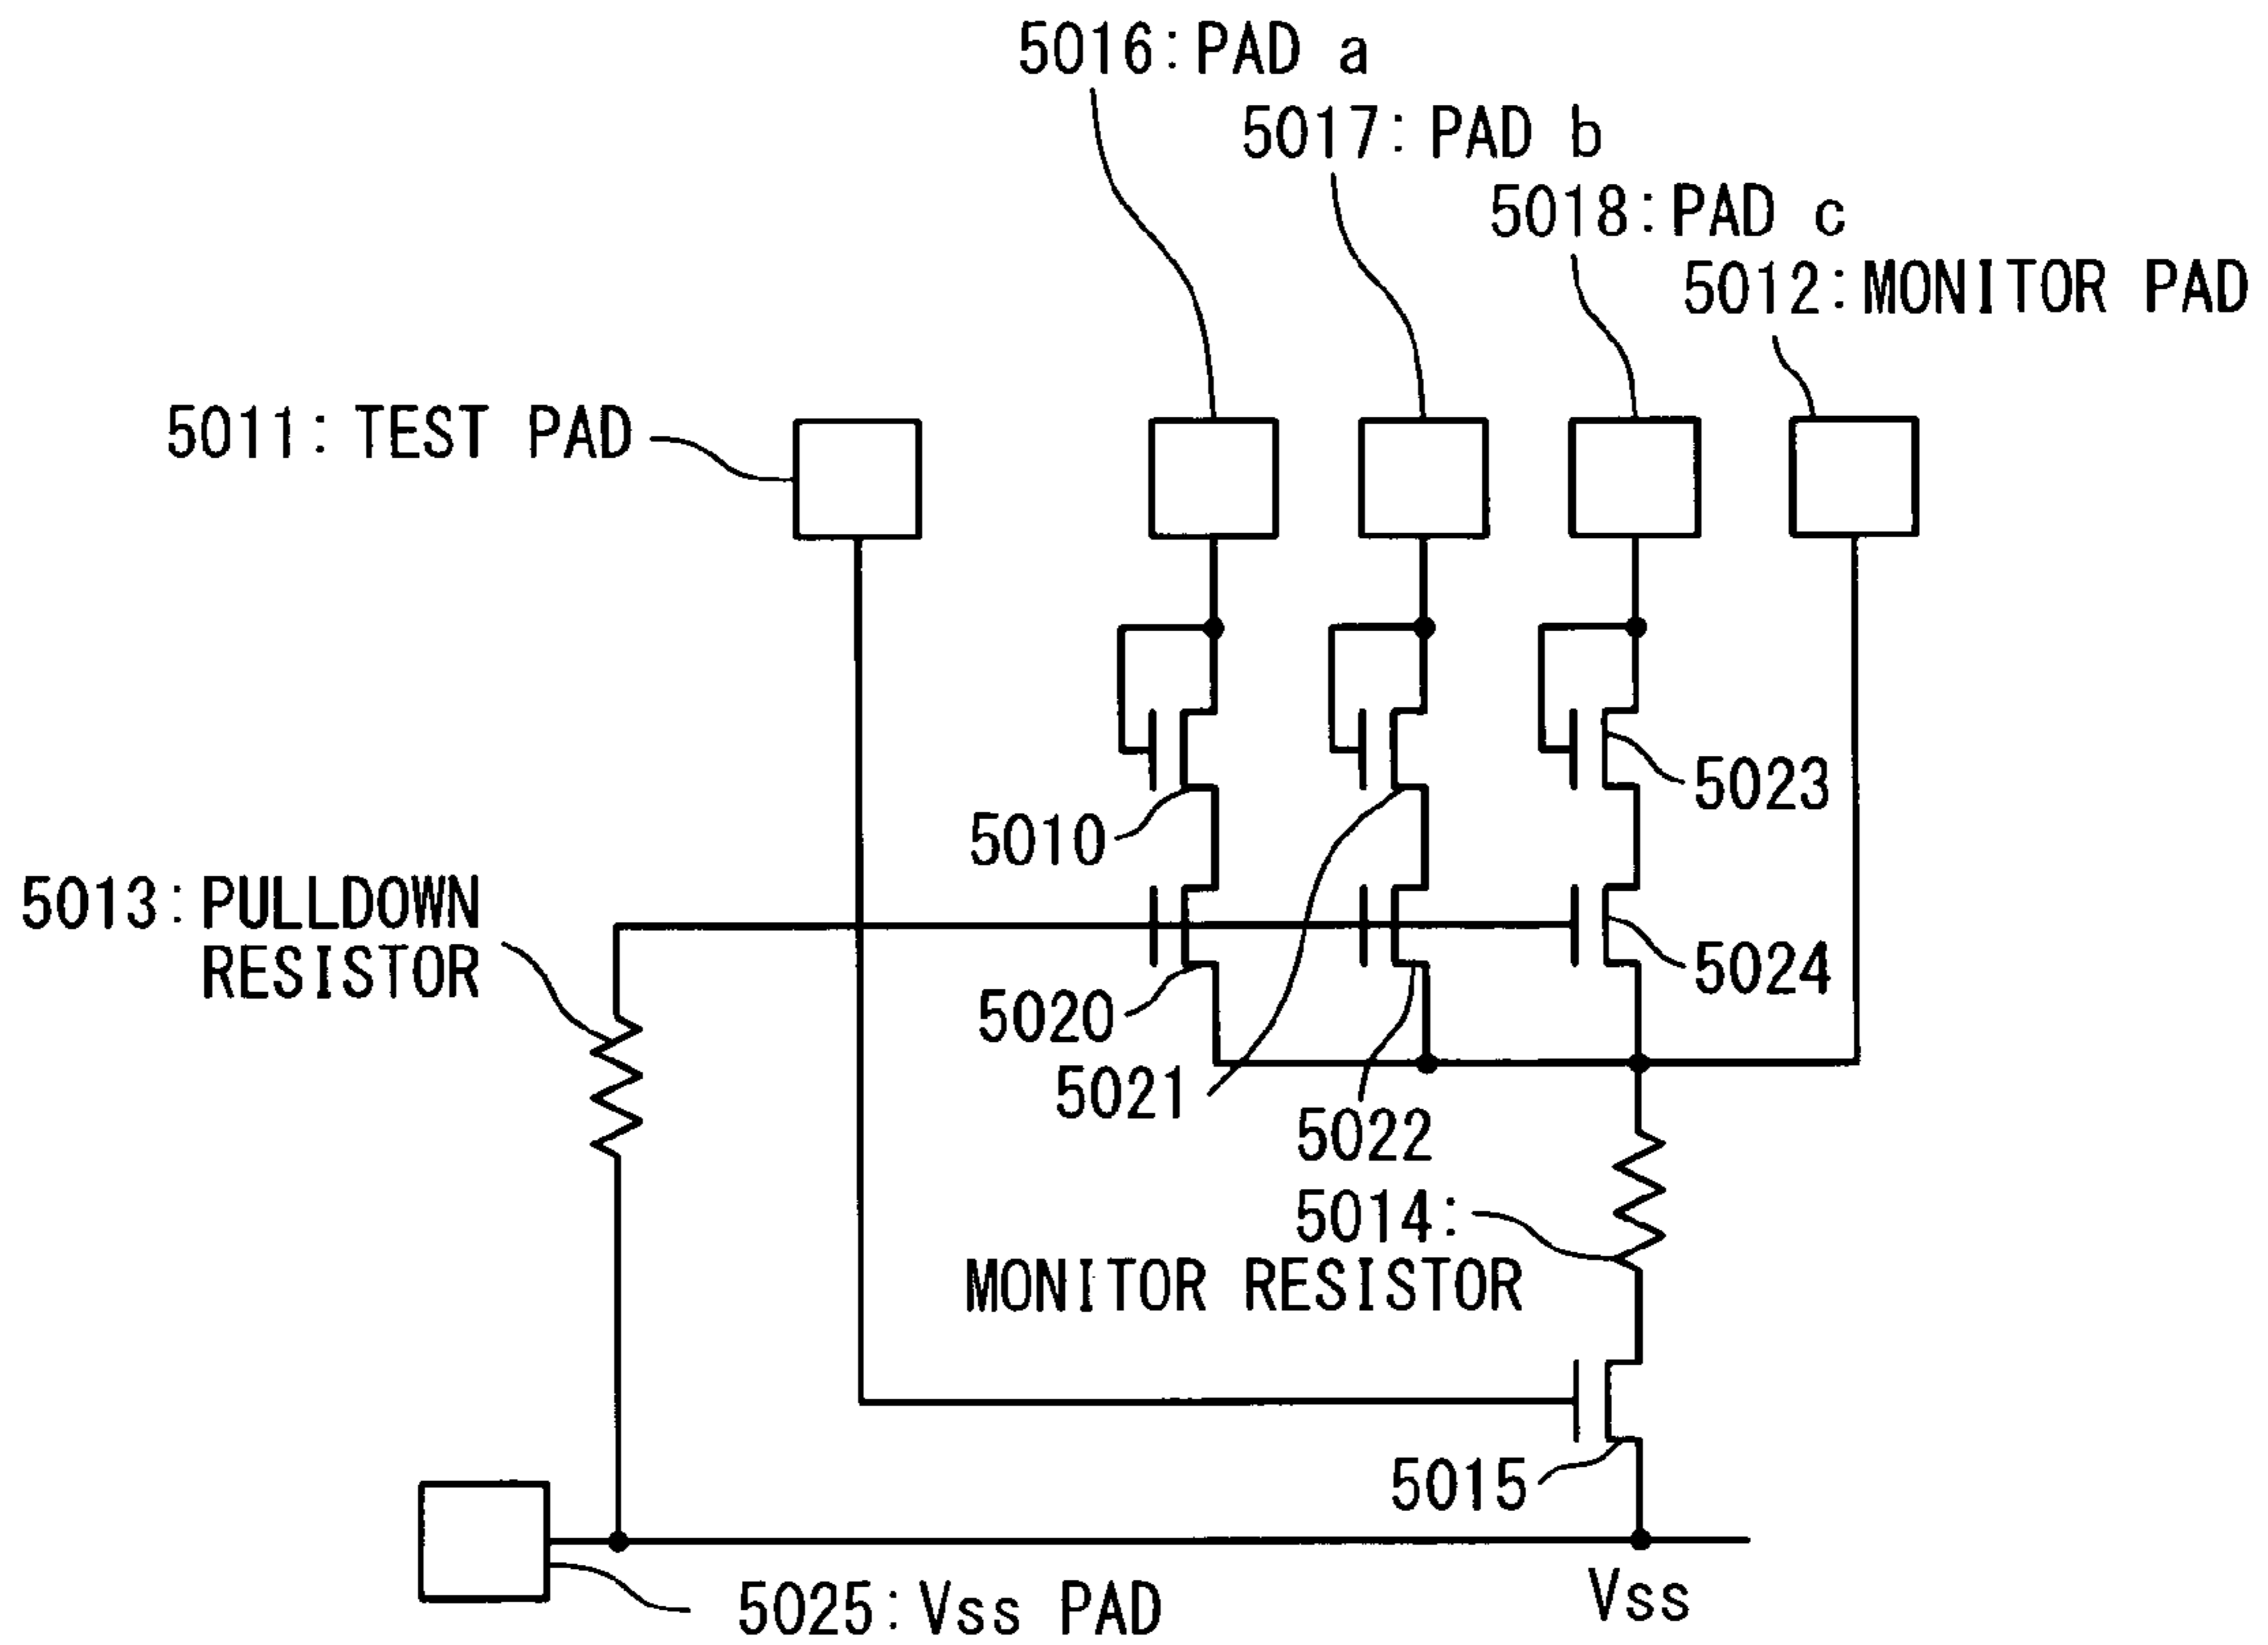 5016:PAD a
5017:PAD b
5018:PAD c
5012:MONITOR PAD
5011:TEST PAD
5023
5010
5013:PULLDOWN
RESISTOR
5024
5020
5021
5022
5014:
MONITOR RESISTOR
5015
5025:Vss PAD
Vss